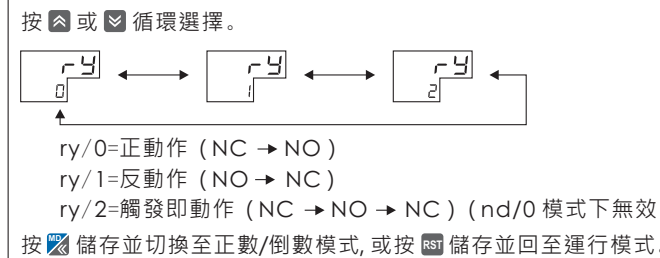 按 或 循環選擇。
ry ry ry
0 1 2
ry/0=正動作 ( NC → NO )
ry/1=反動作 ( NO → NC )
ry/2=觸發即動作 ( NC → NO → NC ) ( nd/0 模式下無效
按 MD 儲存並切換至正數/倒數模式, 或按 RST 儲存並回至運行模式.